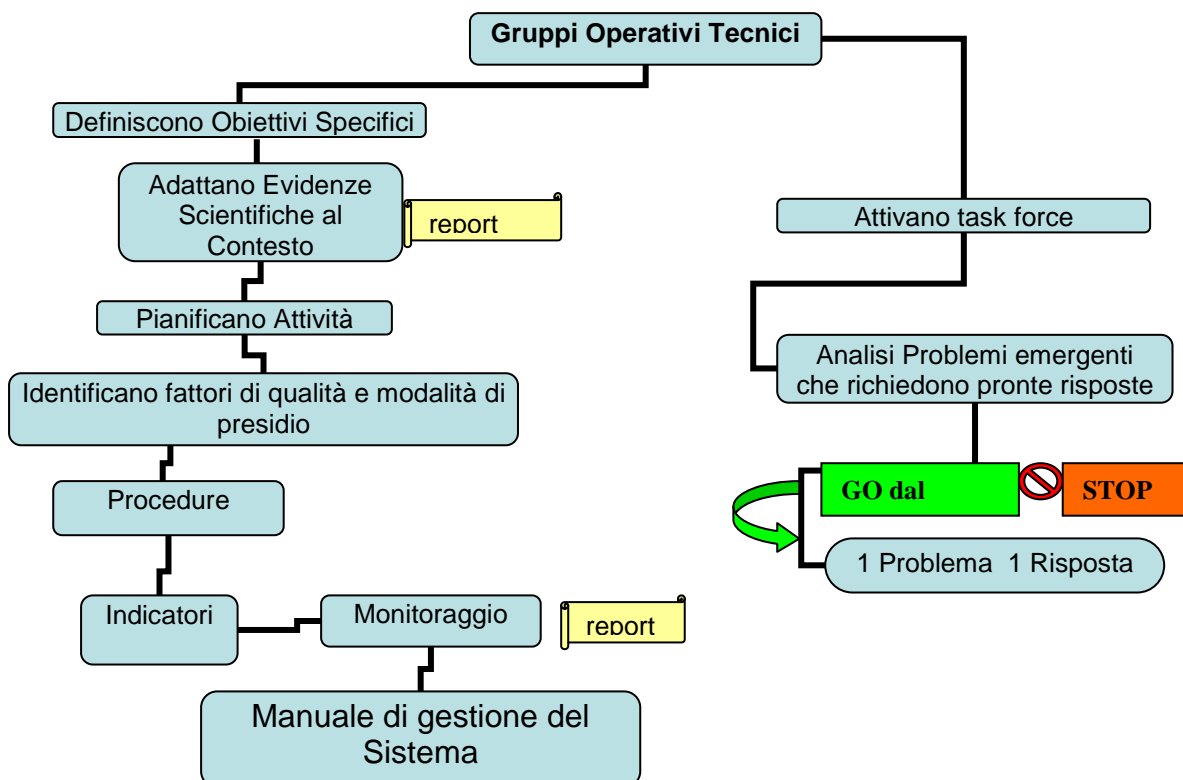 Gruppi Operativi Tecnici
Definiscono Obiettivi Specifici
Adattano Evidenze
Scientifiche al
Contesto
report
Pianificano Attività
Identificano fattori di qualità e modalità di
presidio
Procedure
Indicatori
Monitoraggio
report
Manuale di gestione del
Sistema
Attivano task force
Analisi Problemi emergenti
che richiedono pronte risposte
GO dal
STOP
1 Problema 1 Risposta